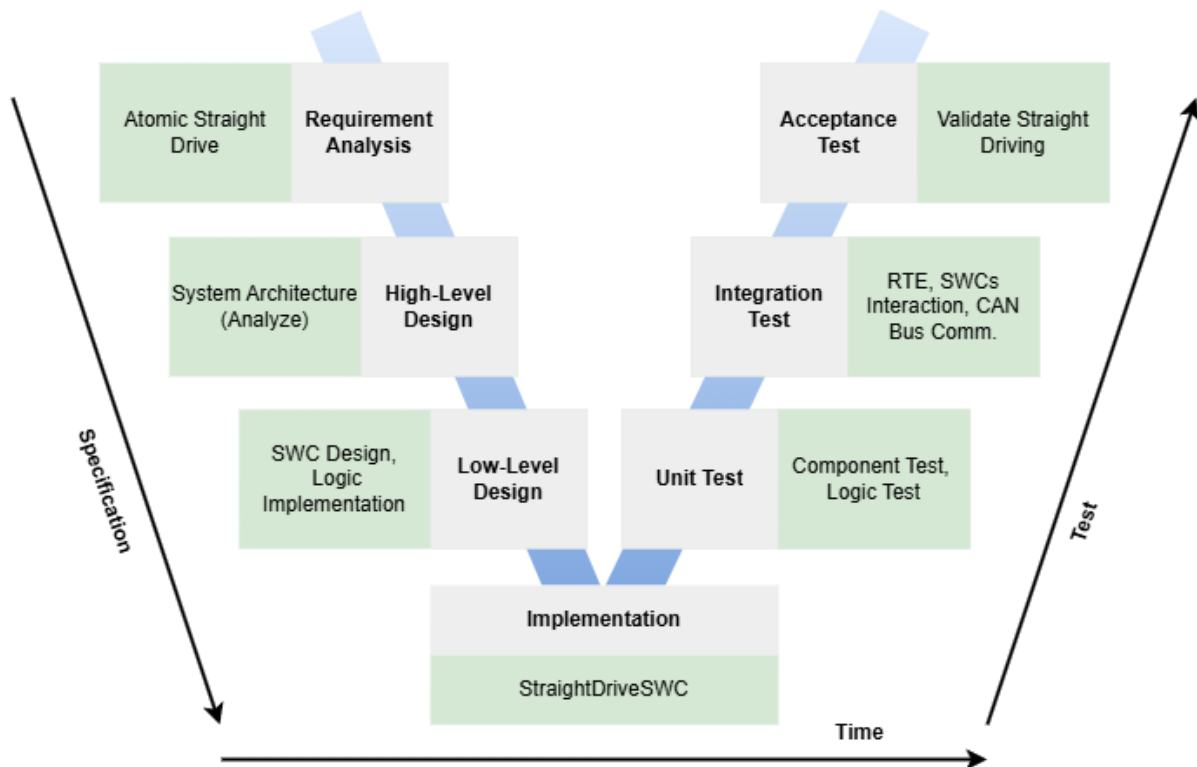 Atomic Straight
Drive
Requirement
Analysis
Acceptance
Test
Validate Straight
Driving
System Architecture
(Analyze)
High-Level
Design
Integration
Test
RTE, SWCs
Interaction, CAN
Bus Comm.
Specification
SWC Design,
Logic
Implementation
Low-Level
Design
Unit Test
Component Test,
Logic Test
Test
Implementation
StraightDriveSWC
Time